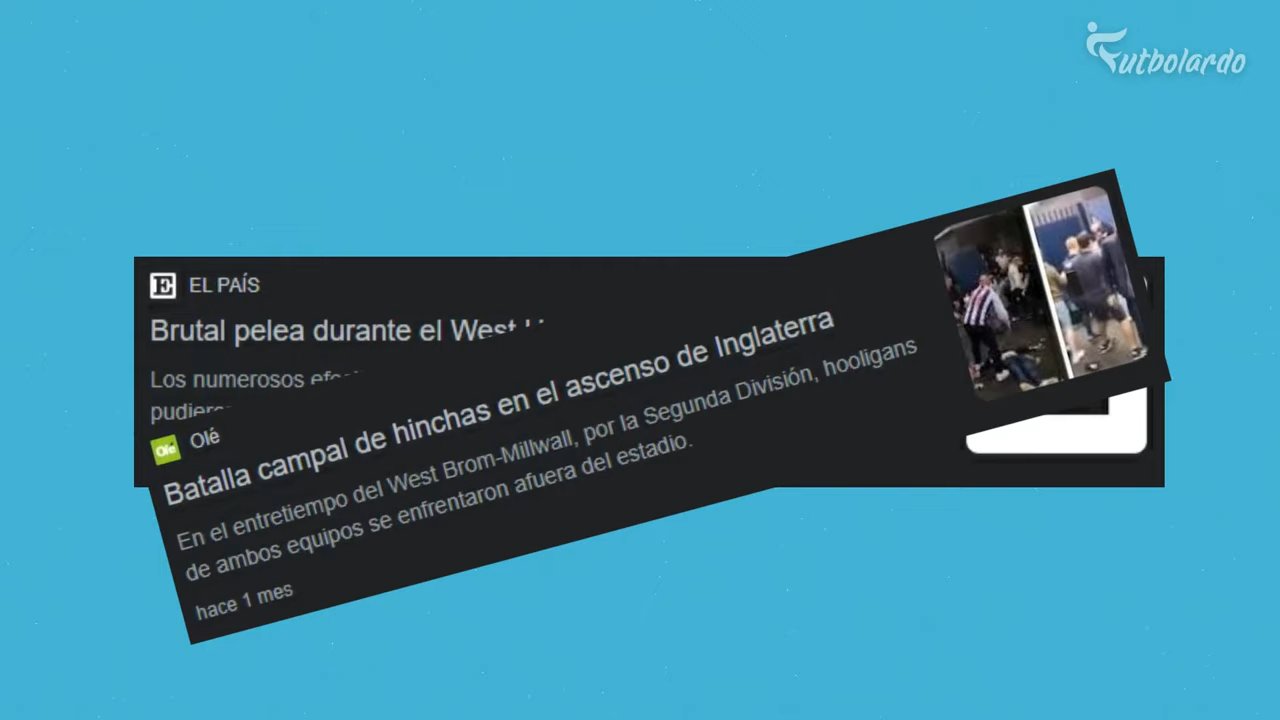 Futbolardo
EL PAÍS
Brutal pelea durante el West
Los numerosos
Olé
Batalla campal de hinchas en el ascenso de Inglaterra
En el entretiempo del West Brom-Millwall, por la Segunda División, hooligans
de ambos equipos se enfrentaron afuera del estadio.
hace 1 mes